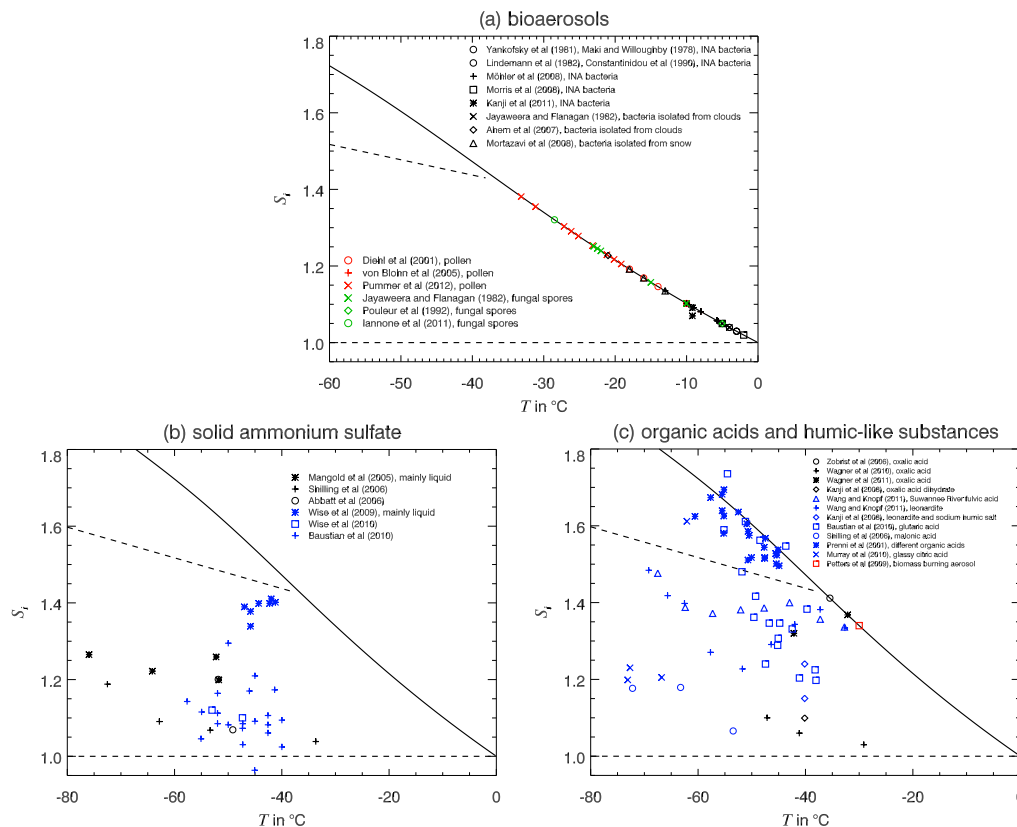 (a) bioaerosols
Yankofsky et al (1981), Maki and Willoughby (1978), INA bacteria
Lindemann et al (1982), Constantinidou et al (1990), INA bacteria
Möhler et al (2008), INA bacteria
Morris et al (2008), INA bacteria
Kanji et al (2011), INA bacteria
Jayaweera and Flanagan (1982), bacteria isolated from clouds
Ahern et al (2007), bacteria isolated from clouds
Mortazavi et al (2008), bacteria isolated from snow
Diehl et al (2001), pollen
von Blohn et al (2005), pollen
Pummer et al (2012), pollen
Jayaweera and Flanagan (1982), fungal spores
Pouleur et al (1992), fungal spores
Iannone et al (2011), fungal spores
1.8
1.6
1.4
1.2
1.0
Si
-60 -50 -40 -30 -20 -10 0
T in °C
(b) solid ammonium sulfate
Mangold et al (2005), mainly liquid
Shilling et al (2006)
Abbatt et al (2006)
Wise et al (2009), mainly liquid
Wise et al (2010)
Baustian et al (2010)
1.8
1.6
1.4
1.2
1.0
Si
-80 -60 -40 -20 0
T in °C
(c) organic acids and humic-like substances
Zobrist et al (2006), oxalic acid
Wagner et al (2010), oxalic acid
Wagner et al (2011), oxalic acid
Kanji et al (2008), oxalic acid dihydrate
Wang and Knopf (2011), Suwannee River fulvic acid
Wang and Knopf (2011), leonardite
Kanji et al (2008), leonardite and sodium humic salt
Baustian et al (2010), glutaric acid
Shilling et al (2006), malonic acid
Prenni et al (2001), different organic acids
Murray et al (2010), glassy citric acid
Petters et al (2009), biomass burning aerosol
1.8
1.6
1.4
1.2
1.0
Si
-80 -60 -40 -20 0
T in °C